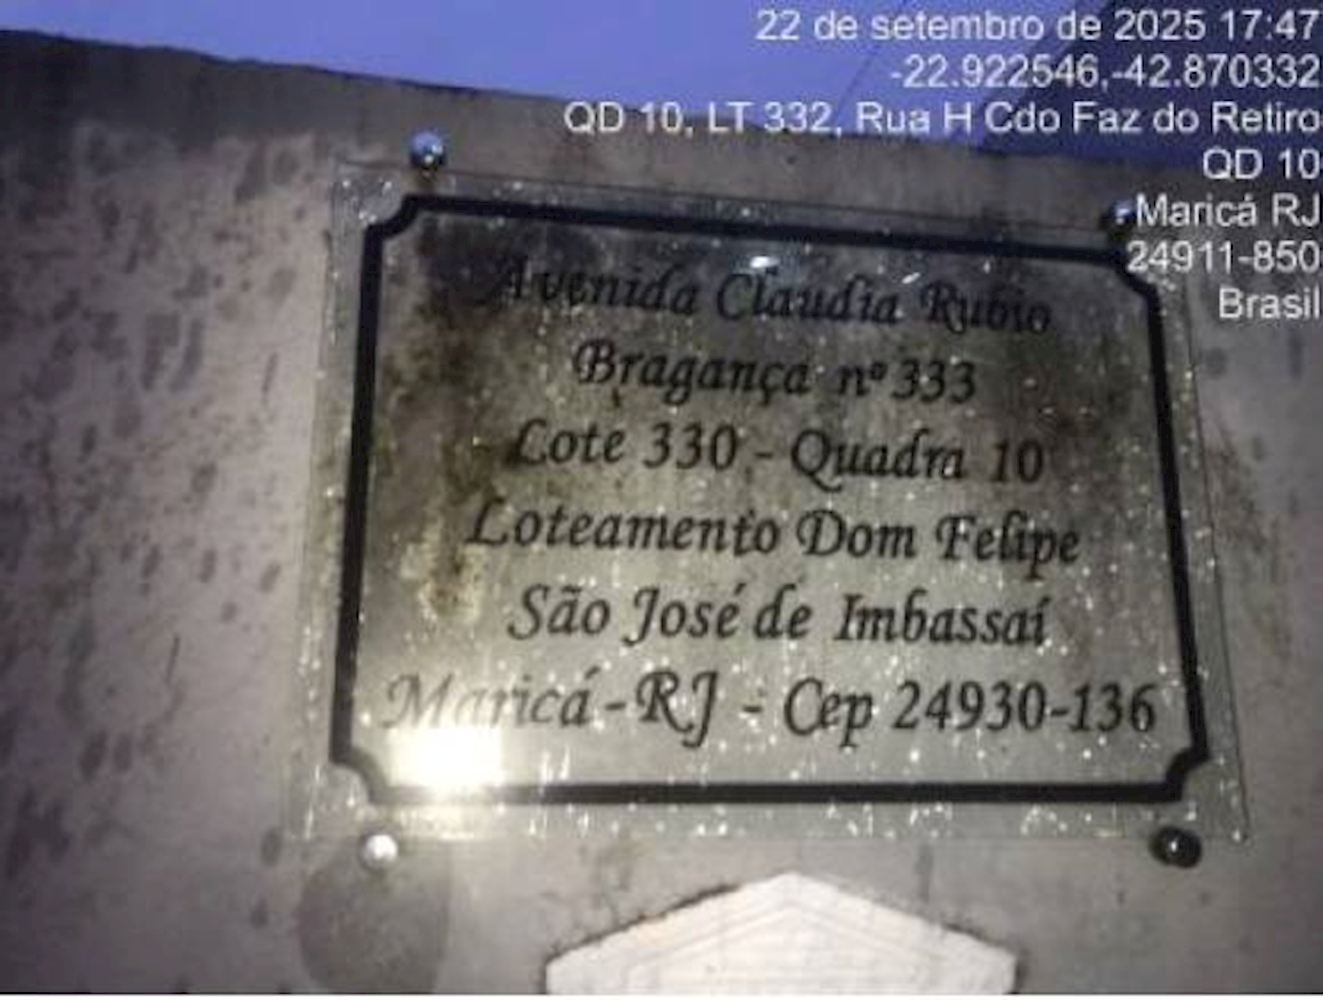 22 de setembro de 2025 17:47
-22.922546,-42.870332
QD 10, LT 332, Rua H Cdo Faz do Retiro
QD 10
Maricá RJ
24911-850
Brasil
Avenida Claudia Rubio
Bragança nº 333
Lote 330 - Quadra 10
Loteamento Dom Felipe
São José de Imbassaí
Maricá - RJ - Cep 24930-136